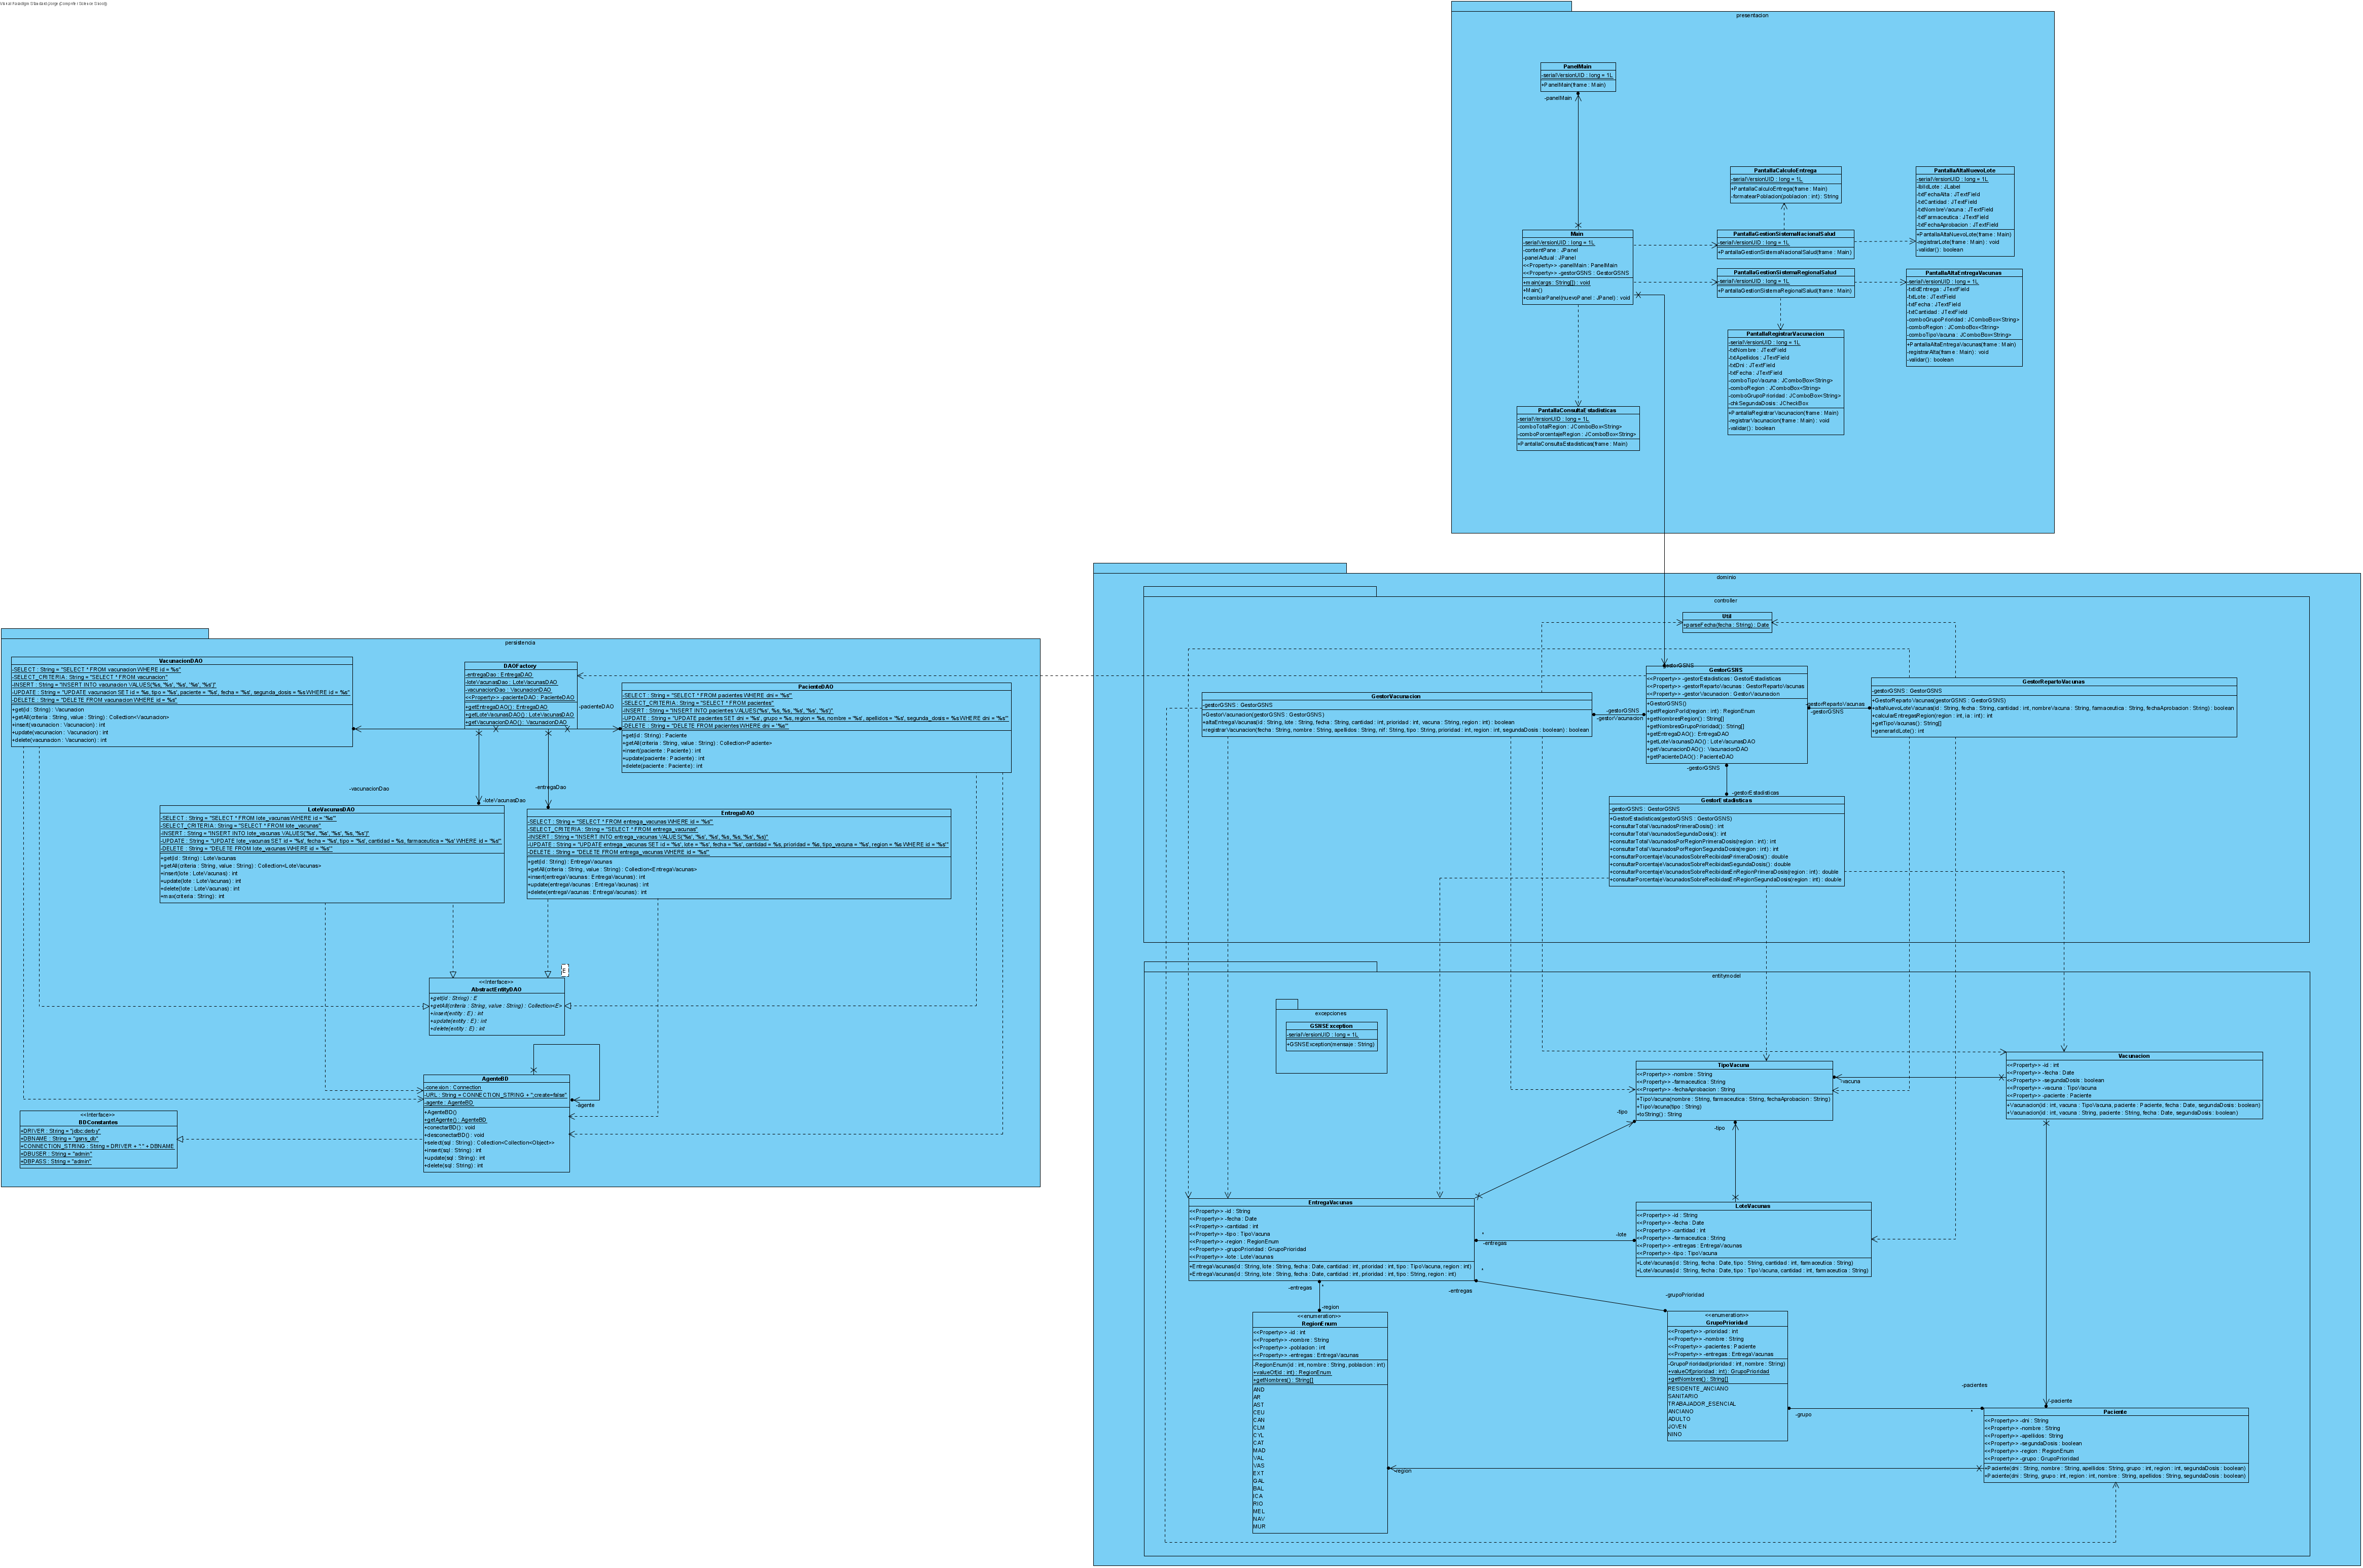 Visual Paradigm Standard(Jorge (Computer Science School))
presentacion
PanelMain
-serialVersionUID : long = 1L
+PanelMain(frame : Main)
-panelMain
PantallaCalculoEntrega
-serialVersionUID : long = 1L
+PantallaCalculoEntrega(frame : Main)
-formatearPoblacion(poblacion : int) : String
PantallaAltaNuevoLote
-serialVersionUID : long = 1L
-lblIdLote : JLabel
-txtFechaAlta : JTextField
-txtCantidad : JTextField
-txtNombreVacuna : JTextField
-txtFarmaceutica : JTextField
-txtFechaAprobacion : JTextField
+PantallaAltaNuevoLote(frame : Main)
-registrarLote(frame : Main) : void
-validar() : boolean
Main
-serialVersionUID : long = 1L
-contentPane : JPanel
-panelActual : JPanel
<<Property>> -panelMain : PanelMain
<<Property>> -gestorGSNS : GestorGSNS
+main(args : String[]) : void
+Main()
+cambiarPanel(nuevoPanel : JPanel) : void
PantallaGestionSistemaNacionalSalud
-serialVersionUID : long = 1L
+PantallaGestionSistemaNacionalSalud(frame : Main)
PantallaGestionSistemaRegionalSalud
-serialVersionUID : long = 1L
+PantallaGestionSistemaRegionalSalud(frame : Main)
PantallaAltaEntregaVacunas
-serialVersionUID : long = 1L
-txtIdEntrega : JTextField
-txtLote : JTextField
-txtFecha : JTextField
-txtCantidad : JTextField
-comboGrupoPrioridad : JComboBox<String>
-comboRegion : JComboBox<String>
-comboTipoVacuna : JComboBox<String>
+PantallaAltaEntregaVacunas(frame : Main)
-registrarAlta(frame : Main) : void
-validar() : boolean
PantallaRegistrarVacunacion
-serialVersionUID : long = 1L
-txtNombre : JTextField
-txtApellidos : JTextField
-txtDni : JTextField
-txtFecha : JTextField
-comboTipoVacuna : JComboBox<String>
-comboRegion : JComboBox<String>
-comboGrupoPrioridad : JComboBox<String>
-chkSegundaDosis : JCheckBox
+PantallaRegistrarVacunacion(frame : Main)
-registrarVacunacion(frame : Main) : void
-validar() : boolean
PantallaConsultaEstadisticas
-serialVersionUID : long = 1L
-comboTotalRegion : JComboBox<String>
-comboPorcentajeRegion : JComboBox<String>
+PantallaConsultaEstadisticas(frame : Main)
persistencia
VacunacionDAO
-SELECT : String = "SELECT * FROM vacunacion WHERE id = %s"
-SELECT_CRITERIA : String = "SELECT * FROM vacunacion"
-INSERT : String = "INSERT INTO vacunacion VALUES(%s, '%s', '%s', '%s', '%s')"
-UPDATE : String = "UPDATE vacunacion SET id = %s, tipo = '%s', paciente = '%s', fecha = '%s', segunda_dosis = %s WHERE id = %s"
-DELETE : String = "DELETE FROM vacunacion WHERE id = %s"
+get(id : String) : Vacunacion
+getAll(criteria : String, value : String) : Collection<Vacunacion>
+insert(vacunacion : Vacunacion) : int
+update(vacunacion : Vacunacion) : int
+delete(vacunacion : Vacunacion) : int
DAOFactory
-entregaDao : EntregaDAO
-loteVacunasDao : LoteVacunasDAO
-vacunacionDao : VacunacionDAO
<<Property>> -pacienteDAO : PacienteDAO
+getEntregaDAO() : EntregaDAO
+getLoteVacunasDAO() : LoteVacunasDAO
+getVacunacionDAO() : VacunacionDAO
-pacienteDAO
PacienteDAO
-SELECT : String = "SELECT * FROM pacientes WHERE dni = '%s'"
-SELECT_CRITERIA : String = "SELECT * FROM pacientes"
-INSERT : String = "INSERT INTO pacientes VALUES('%s', %s, %s, '%s', '%s', '%s')"
-UPDATE : String = "UPDATE pacientes SET dni = '%s', grupo = %s, region = %s, nombre = '%s', apellidos = '%s', segunda_dosis = %s WHERE dni = '%s'"
-DELETE : String = "DELETE FROM pacientes WHERE dni = '%s'"
+get(id : String) : Paciente
+getAll(criteria : String, value : String) : Collection<Paciente>
+insert(paciente : Paciente) : int
+update(paciente : Paciente) : int
+delete(paciente : Paciente) : int
-vacunacionDao
-loteVacunasDao
-entregaDao
LoteVacunasDAO
-SELECT : String = "SELECT * FROM lote_vacunas WHERE id = '%s'"
-SELECT_CRITERIA : String = "SELECT * FROM lote_vacunas"
-INSERT : String = "INSERT INTO lote_vacunas VALUES('%s', '%s', '%s', %s, '%s')"
-UPDATE : String = "UPDATE lote_vacunas SET id = '%s', fecha = '%s', tipo = '%s', cantidad = %s, farmaceutica = '%s' WHERE id = '%s'"
-DELETE : String = "DELETE FROM lote_vacunas WHERE id = '%s'"
+get(id : String) : LoteVacunas
+getAll(criteria : String, value : String) : Collection<LoteVacunas>
+insert(lote : LoteVacunas) : int
+update(lote : LoteVacunas) : int
+delete(lote : LoteVacunas) : int
+max(criteria : String) : int
EntregaDAO
-SELECT : String = "SELECT * FROM entrega_vacunas WHERE id = '%s'"
-SELECT_CRITERIA : String = "SELECT * FROM entrega_vacunas"
-INSERT : String = "INSERT INTO entrega_vacunas VALUES('%s', '%s', '%s', %s, %s, '%s', %s)"
-UPDATE : String = "UPDATE entrega_vacunas SET id = '%s', lote = '%s', fecha = '%s', cantidad = %s, prioridad = %s, tipo_vacuna = '%s', region = %s WHERE id = '%s'"
-DELETE : String = "DELETE FROM entrega_vacunas WHERE id = '%s'"
+get(id : String) : EntregaVacunas
+getAll(criteria : String, value : String) : Collection<EntregaVacunas>
+insert(entregaVacunas : EntregaVacunas) : int
+update(entregaVacunas : EntregaVacunas) : int
+delete(entregaVacunas : EntregaVacunas) : int
E
<<Interface>>
AbstractEntityDAO
+get(id : String) : E
+getAll(criteria : String, value : String) : Collection<E>
+insert(entity : E) : int
+update(entity : E) : int
+delete(entity : E) : int
AgenteBD
-conexion : Connection
-URL : String = CONNECTION_STRING + ";create=false"
-agente : AgenteBD
+AgenteBD()
+getAgente() : AgenteBD
+conectarBD() : void
+desconectarBD() : void
+select(sql : String) : Collection<Collection<Object>>
+insert(sql : String) : int
+update(sql : String) : int
+delete(sql : String) : int
-agente
<<Interface>>
BDConstantes
+DRIVER : String = "jdbc:derby"
+DBNAME : String = "gsns_db"
+CONNECTION_STRING : String = DRIVER + ":" + DBNAME
+DBUSER : String = "admin"
+DBPASS : String = "admin"
dominio
controller
Util
+parseFecha(fecha : String) : Date
-gestorGSNS
GestorGSNS
<<Property>> -gestorEstadisticas : GestorEstadisticas
<<Property>> -gestorRepartoVacunas : GestorRepartoVacunas
<<Property>> -gestorVacunacion : GestorVacunacion
+GestorGSNS()
+getRegionPorId(region : int) : RegionEnum
+getNombresRegion() : String[]
+getNombresGrupoPrioridad() : String[]
+getEntregaDAO() : EntregaDAO
+getLoteVacunasDAO() : LoteVacunasDAO
+getVacunacionDAO() : VacunacionDAO
+getPacienteDAO() : PacienteDAO
GestorVacunacion
-gestorGSNS : GestorGSNS
+GestorVacunacion(gestorGSNS : GestorGSNS)
+altaEntregaVacunas(id : String, lote : String, fecha : String, cantidad : int, prioridad : int, vacuna : String, region : int) : boolean
+registrarVacunacion(fecha : String, nombre : String, apellidos : String, nif : String, tipo : String, prioridad : int, region : int, segundaDosis : boolean) : boolean
-gestorGSNS
-gestorVacunacion
-gestorRepartoVacunas
-gestorGSNS
GestorRepartoVacunas
-gestorGSNS : GestorGSNS
+GestorRepartoVacunas(gestorGSNS : GestorGSNS)
+altaNuevoLoteVacunas(id : String, fecha : String, cantidad : int, nombreVacuna : String, farmaceutica : String, fechaAprobacion : String) : boolean
+calcularEntregasRegion(region : int, ia : int) : int
+getTipoVacunas() : String[]
+generarIdLote() : int
-gestorGSNS
-gestorEstadisticas
GestorEstadisticas
-gestorGSNS : GestorGSNS
+GestorEstadisticas(gestorGSNS : GestorGSNS)
+consultarTotalVacunadosPrimeraDosis() : int
+consultarTotalVacunadosSegundaDosis() : int
+consultarTotalVacunadosPorRegionPrimeraDosis(region : int) : int
+consultarTotalVacunadosPorRegionSegundaDosis(region : int) : int
+consultarPorcentajeVacunadosSobreRecibidasPrimeraDosis() : double
+consultarPorcentajeVacunadosSobreRecibidasSegundaDosis() : double
+consultarPorcentajeVacunadosSobreRecibidasEnRegionPrimeraDosis(region : int) : double
+consultarPorcentajeVacunadosSobreRecibidasEnRegionSegundaDosis(region : int) : double
entitymodel
excepciones
GSNSException
-serialVersionUID : long = 1L
+GSNSException(mensaje : String)
TipoVacuna
<<Property>> -nombre : String
<<Property>> -farmaceutica : String
<<Property>> -fechaAprobacion : String
+TipoVacuna(nombre : String, farmaceutica : String, fechaAprobacion : String)
+TipoVacuna(tipo : String)
+toString() : String
-vacuna
Vacunacion
<<Property>> -id : int
<<Property>> -fecha : Date
<<Property>> -segundaDosis : boolean
<<Property>> -vacuna : TipoVacuna
<<Property>> -paciente : Paciente
+Vacunacion(id : int, vacuna : TipoVacuna, paciente : Paciente, fecha : Date, segundaDosis : boolean)
+Vacunacion(id : int, vacuna : String, paciente : String, fecha : Date, segundaDosis : boolean)
-tipo
-tipo
EntregaVacunas
<<Property>> -id : String
<<Property>> -fecha : Date
<<Property>> -cantidad : int
<<Property>> -tipo : TipoVacuna
<<Property>> -region : RegionEnum
<<Property>> -grupoPrioridad : GrupoPrioridad
<<Property>> -lote : LoteVacunas
+EntregaVacunas(id : String, lote : String, fecha : Date, cantidad : int, prioridad : int, tipo : TipoVacuna, region : int)
+EntregaVacunas(id : String, lote : String, fecha : Date, cantidad : int, prioridad : int, tipo : String, region : int)
*
-entregas
-lote
LoteVacunas
<<Property>> -id : String
<<Property>> -fecha : Date
<<Property>> -cantidad : int
<<Property>> -farmaceutica : String
<<Property>> -entregas : EntregaVacunas
<<Property>> -tipo : TipoVacuna
+LoteVacunas(id : String, fecha : Date, tipo : String, cantidad : int, farmaceutica : String)
+LoteVacunas(id : String, fecha : Date, tipo : TipoVacuna, cantidad : int, farmaceutica : String)
*
-entregas
*
-entregas
-region
-grupoPrioridad
<<enumeration>>
RegionEnum
<<Property>> -id : int
<<Property>> -nombre : String
<<Property>> -poblacion : int
<<Property>> -entregas : EntregaVacunas
-RegionEnum(id : int, nombre : String, poblacion : int)
+valueOf(id : int) : RegionEnum
+getNombres() : String[]
AND
AR
AST
CEU
CAN
CLM
CYL
CAT
MAD
VAL
VAS
EXT
GAL
BAL
ICA
RIO
MEL
NAV
MUR
<<enumeration>>
GrupoPrioridad
<<Property>> -prioridad : int
<<Property>> -nombre : String
<<Property>> -pacientes : Paciente
<<Property>> -entregas : EntregaVacunas
-GrupoPrioridad(prioridad : int, nombre : String)
+valueOf(prioridad : int) : GrupoPrioridad
+getNombres() : String[]
RESIDENTE_ANCIANO
SANITARIO
TRABAJADOR_ESENCIAL
ANCIANO
ADULTO
JOVEN
NINO
-grupo
-pacientes
*
-paciente
-region
Paciente
<<Property>> -dni : String
<<Property>> -nombre : String
<<Property>> -apellidos : String
<<Property>> -segundaDosis : boolean
<<Property>> -region : RegionEnum
<<Property>> -grupo : GrupoPrioridad
+Paciente(dni : String, nombre : String, apellidos : String, grupo : int, region : int, segundaDosis : boolean)
+Paciente(dni : String, grupo : int, region : int, nombre : String, apellidos : String, segundaDosis : boolean)